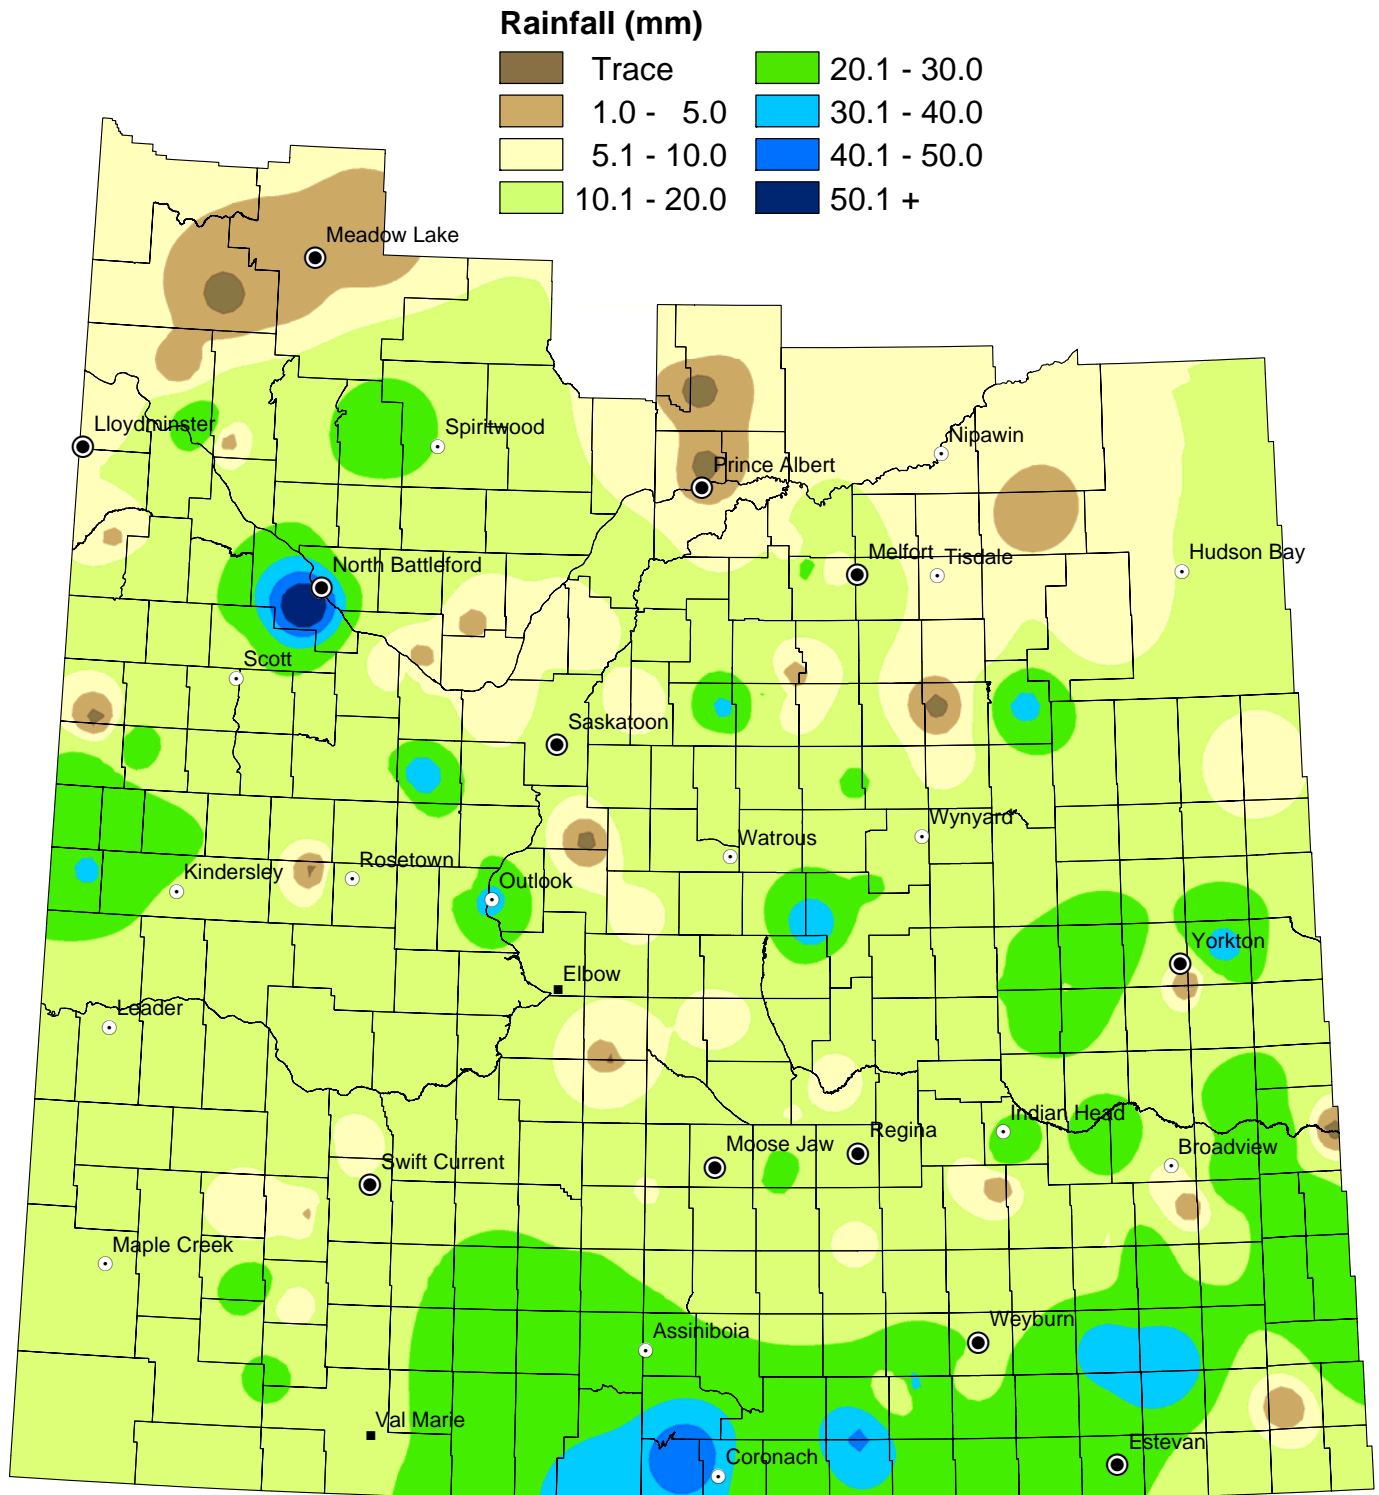 Rainfall (mm)
Trace
20.1 - 30.0
1.0 - 5.0
30.1 - 40.0
5.1 - 10.0
40.1 - 50.0
10.1 - 20.0
50.1 +
Meadow Lake
Lloydminster
Spiritwood
Nipawin
Prince Albert
North Battleford
Melfort
Tisdale
Hudson Bay
Scott
Saskatoon
Watrous
Wynyard
Kindersley
Rosetown
Outlook
Yorkton
Elbow
Leader
Indian Head
Moose Jaw
Regina
Broadview
Swift Current
Maple Creek
Assiniboia
Weyburn
Val Marie
Coronach
Estevan